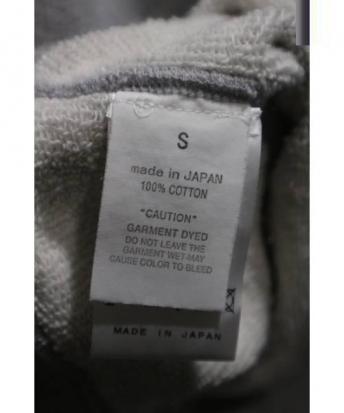 S
made in JAPAN
100% COTTON
"CAUTION"
GARMENT DYED
DO NOT LEAVE THE
GARMENT WET-MAY
CAUSE COLOR TO BLEED
MADE IN JAPAN